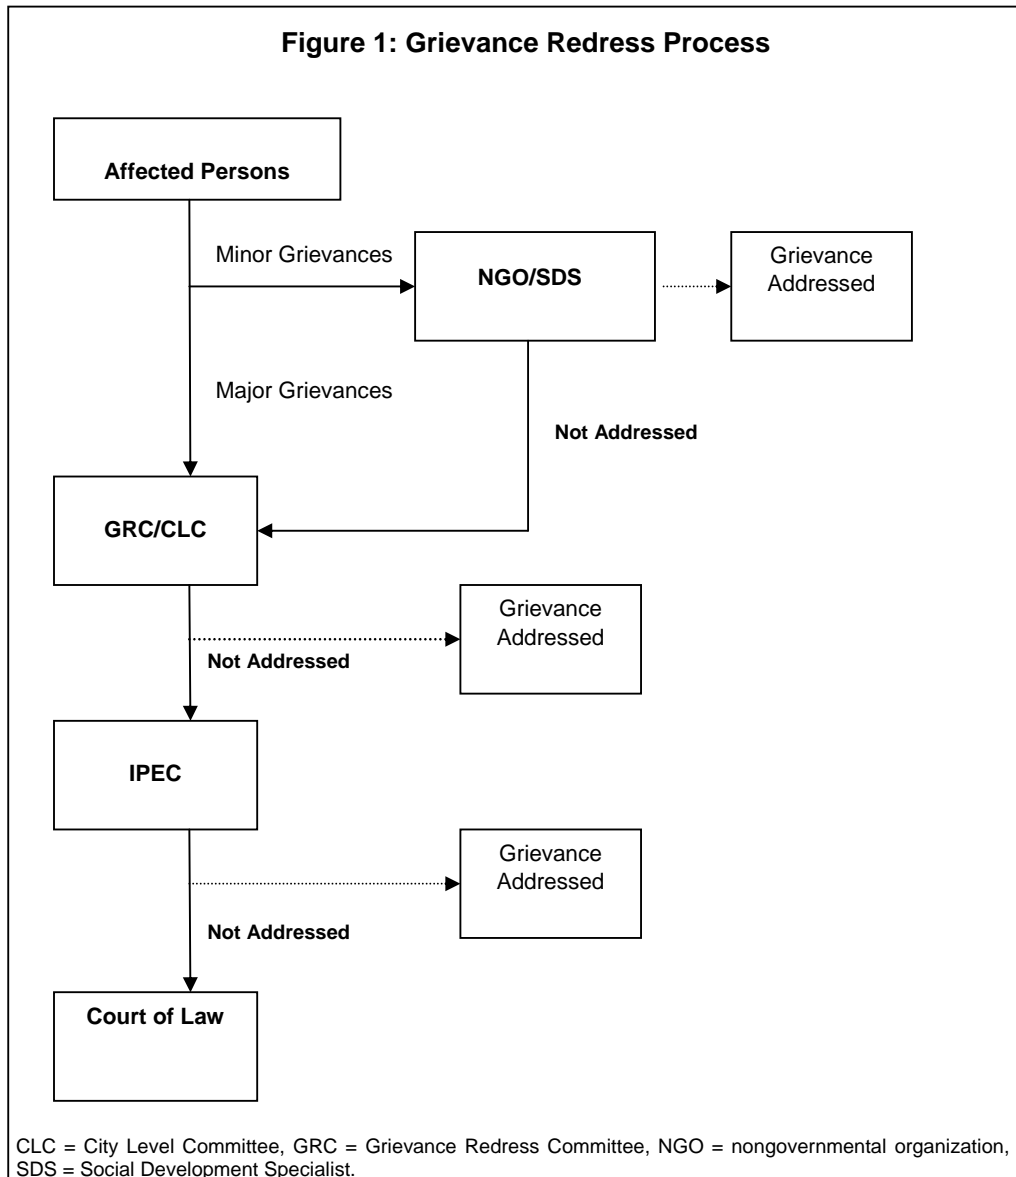 Figure 1: Grievance Redress Process
Affected Persons
Minor Grievances
NGO/SDS
Grievance
Addressed
Major Grievances
Not Addressed
GRC/CLC
Grievance
Addressed
Not Addressed
IPEC
Grievance
Addressed
Not Addressed
Court of Law
CLC = City Level Committee, GRC = Grievance Redress Committee, NGO = nongovernmental organization,
SDS = Social Development Specialist.